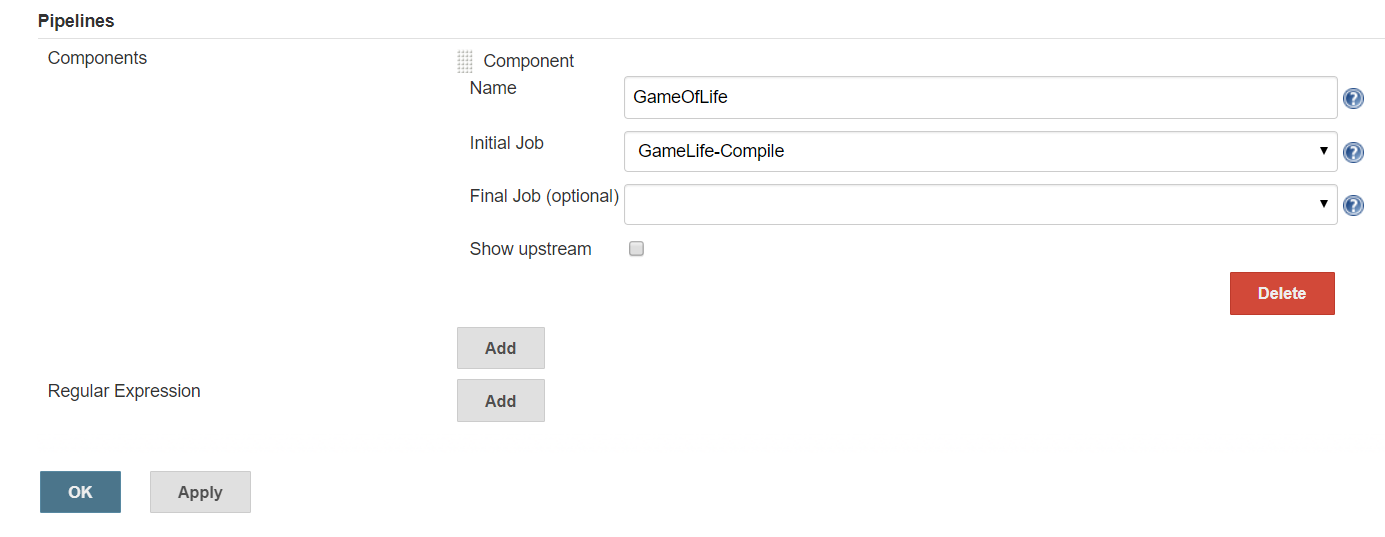 Pipelines
Components
Component
Name
GameOfLife
Initial Job
GameLife-Compile
Final Job (optional)
Show upstream
Delete
Add
Regular Expression
Add
OK
Apply